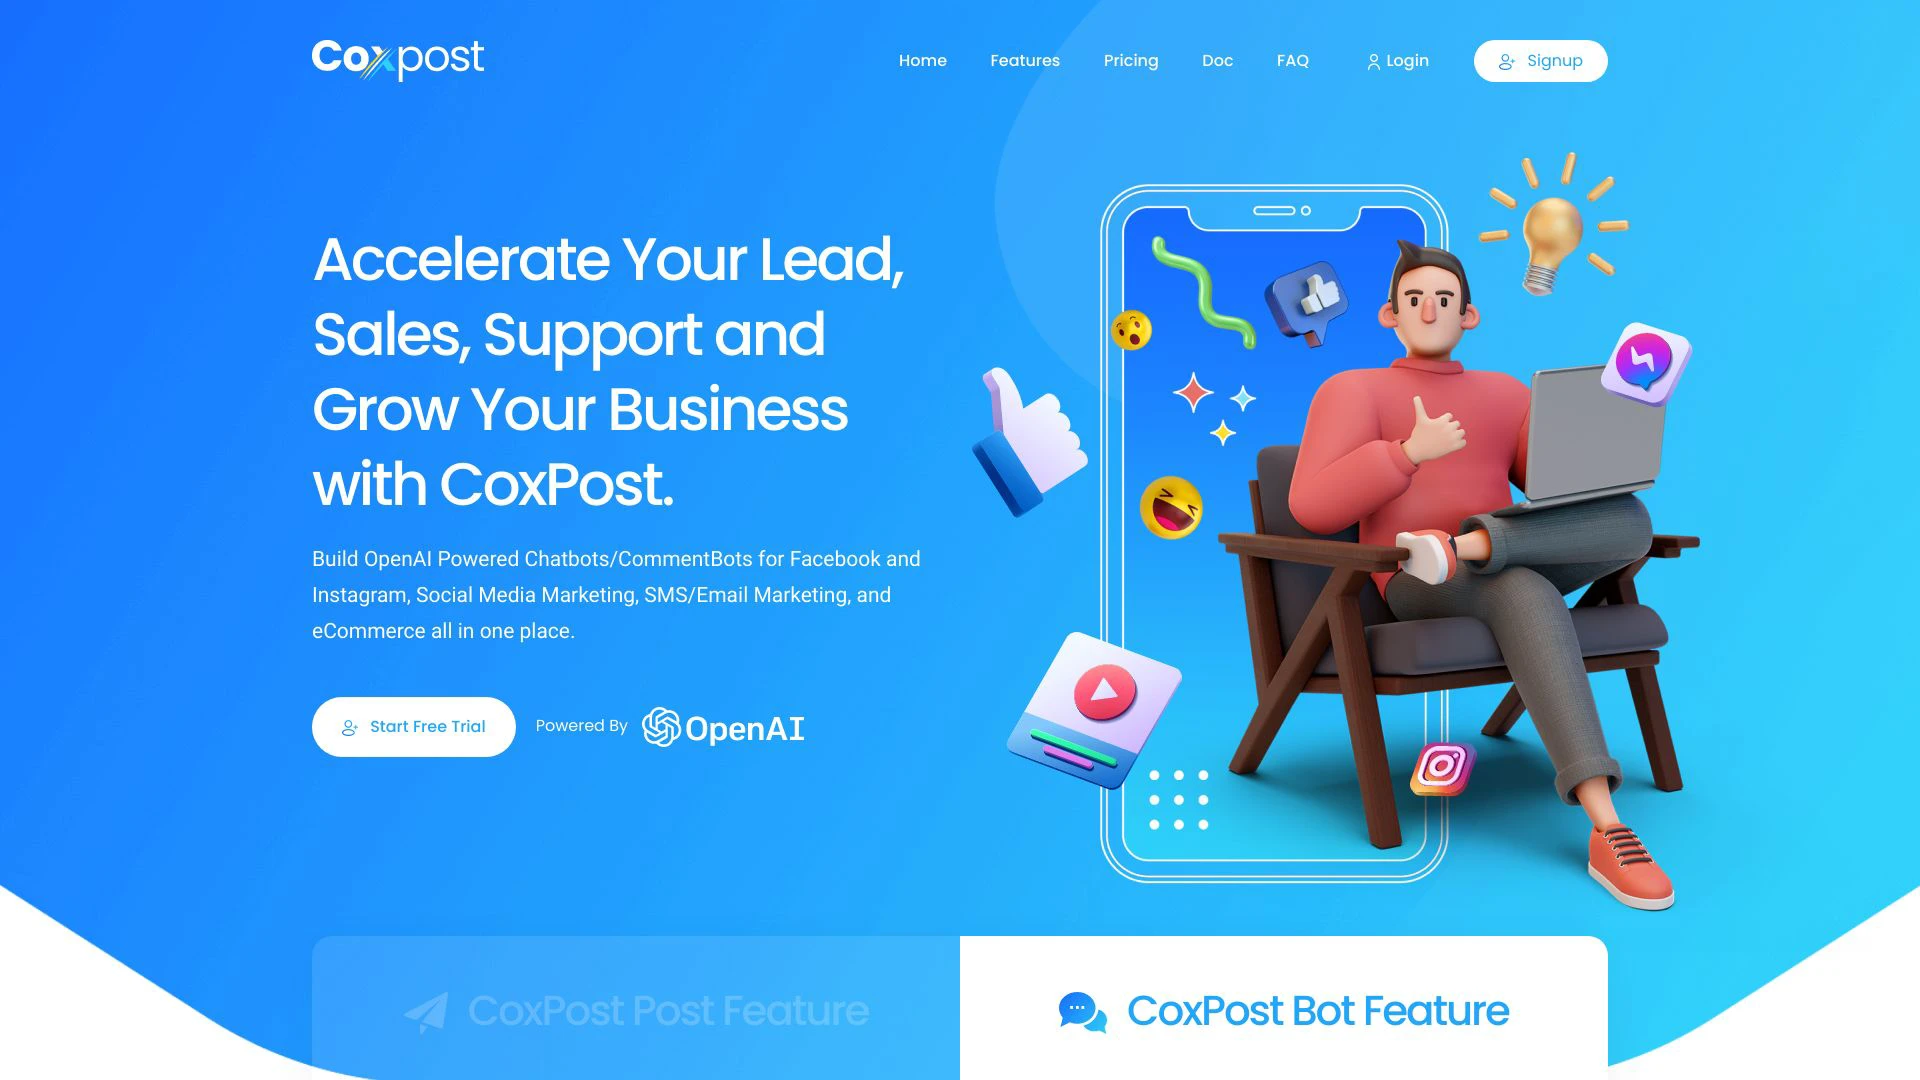 Coxpost
Home Features Pricing Doc FAQ Login Signup
Accelerate Your Lead,
Sales, Support and
Grow Your Business
with CoxPost.
Build OpenAI Powered Chatbots/CommentBots for Facebook and
Instagram, Social Media Marketing, SMS/Email Marketing, and
eCommerce all in one place.
Start Free Trial Powered By OpenAI
CoxPost Post Feature CoxPost Bot Feature